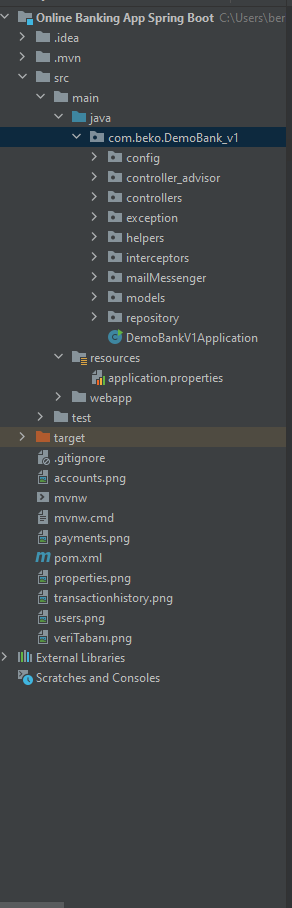 Online Banking App Spring Boot C:\Users\ber
.idea
.mvn
src
main
java
com.beko.DemoBank_v1
config
controller_advisor
controllers
exception
helpers
interceptors
mailMessenger
models
repository
DemoBankV1Application
resources
application.properties
webapp
test
target
.gitignore
accounts.png
mvnw
mvnw.cmd
payments.png
pom.xml
properties.png
transactionhistory.png
users.png
veriTabanı.png
External Libraries
Scratches and Consoles